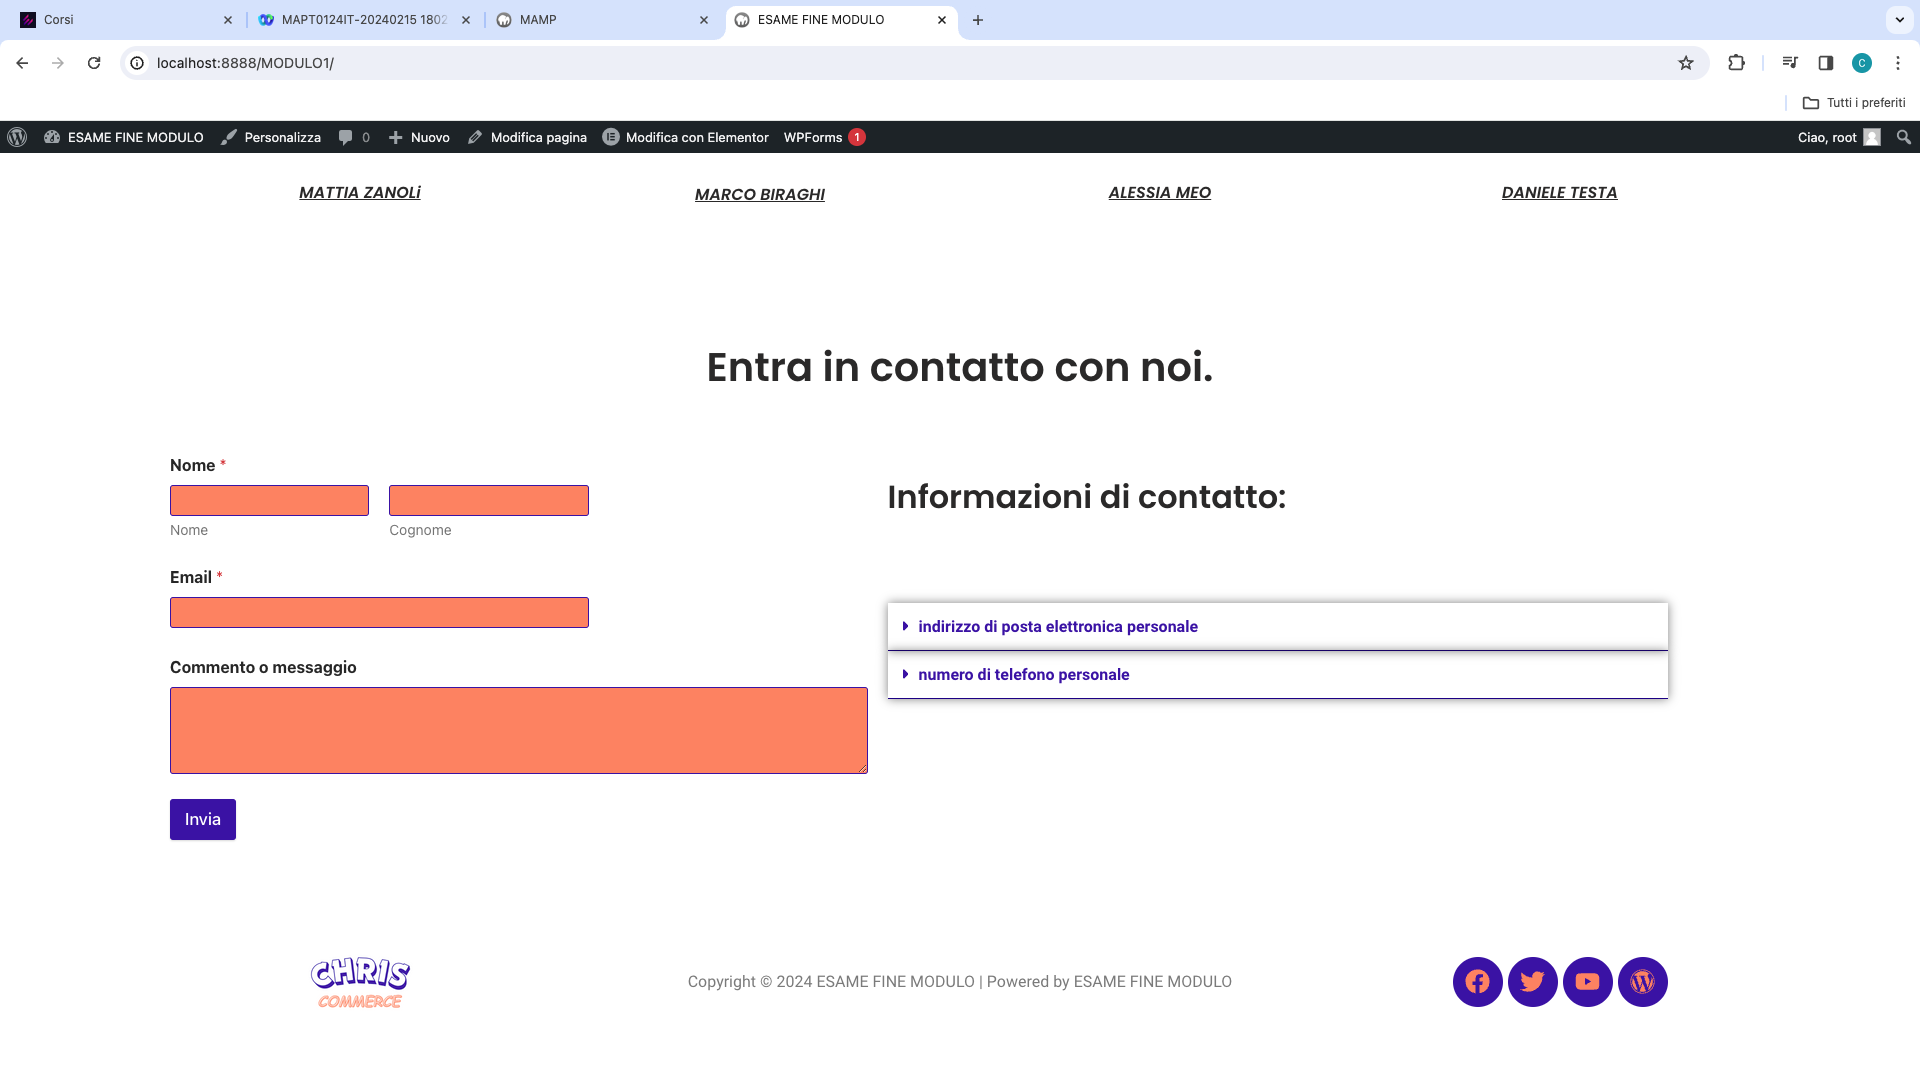 Corsi
MAPT0124IT-20240215 1802
MAMP
ESAME FINE MODULO
localhost:8888/MODULO1/
C
Tutti i preferiti
ESAME FINE MODULO
Personalizza
0
Nuovo
Modifica pagina
Modifica con Elementor
WPForms
1
Ciao, root
MATTIA ZANOLi
MARCO BIRAGHI
ALESSIA MEO
DANIELE TESTA
Entra in contatto con noi.
Nome *
Nome
Cognome
Email *
Commento o messaggio
Invia
Informazioni di contatto:
indirizzo di posta elettronica personale
numero di telefono personale
CHRIS
COMMERCE
Copyright © 2024 ESAME FINE MODULO | Powered by ESAME FINE MODULO